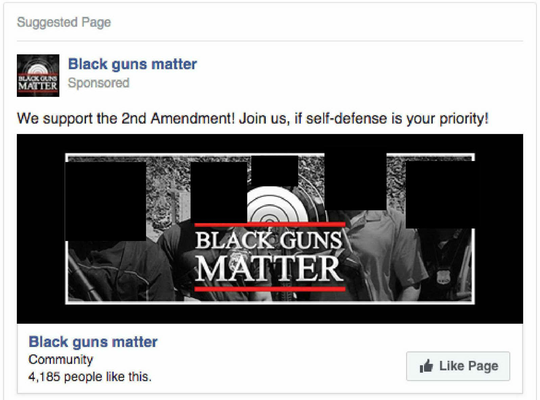 Suggested Page
BLACK GUNS
MATTER
Black guns matter
Sponsored
We support the 2nd Amendment! Join us, if self-defense is your priority!
BLACK GUNS
MATTER
Black guns matter
Community
4,185 people like this.
Like Page